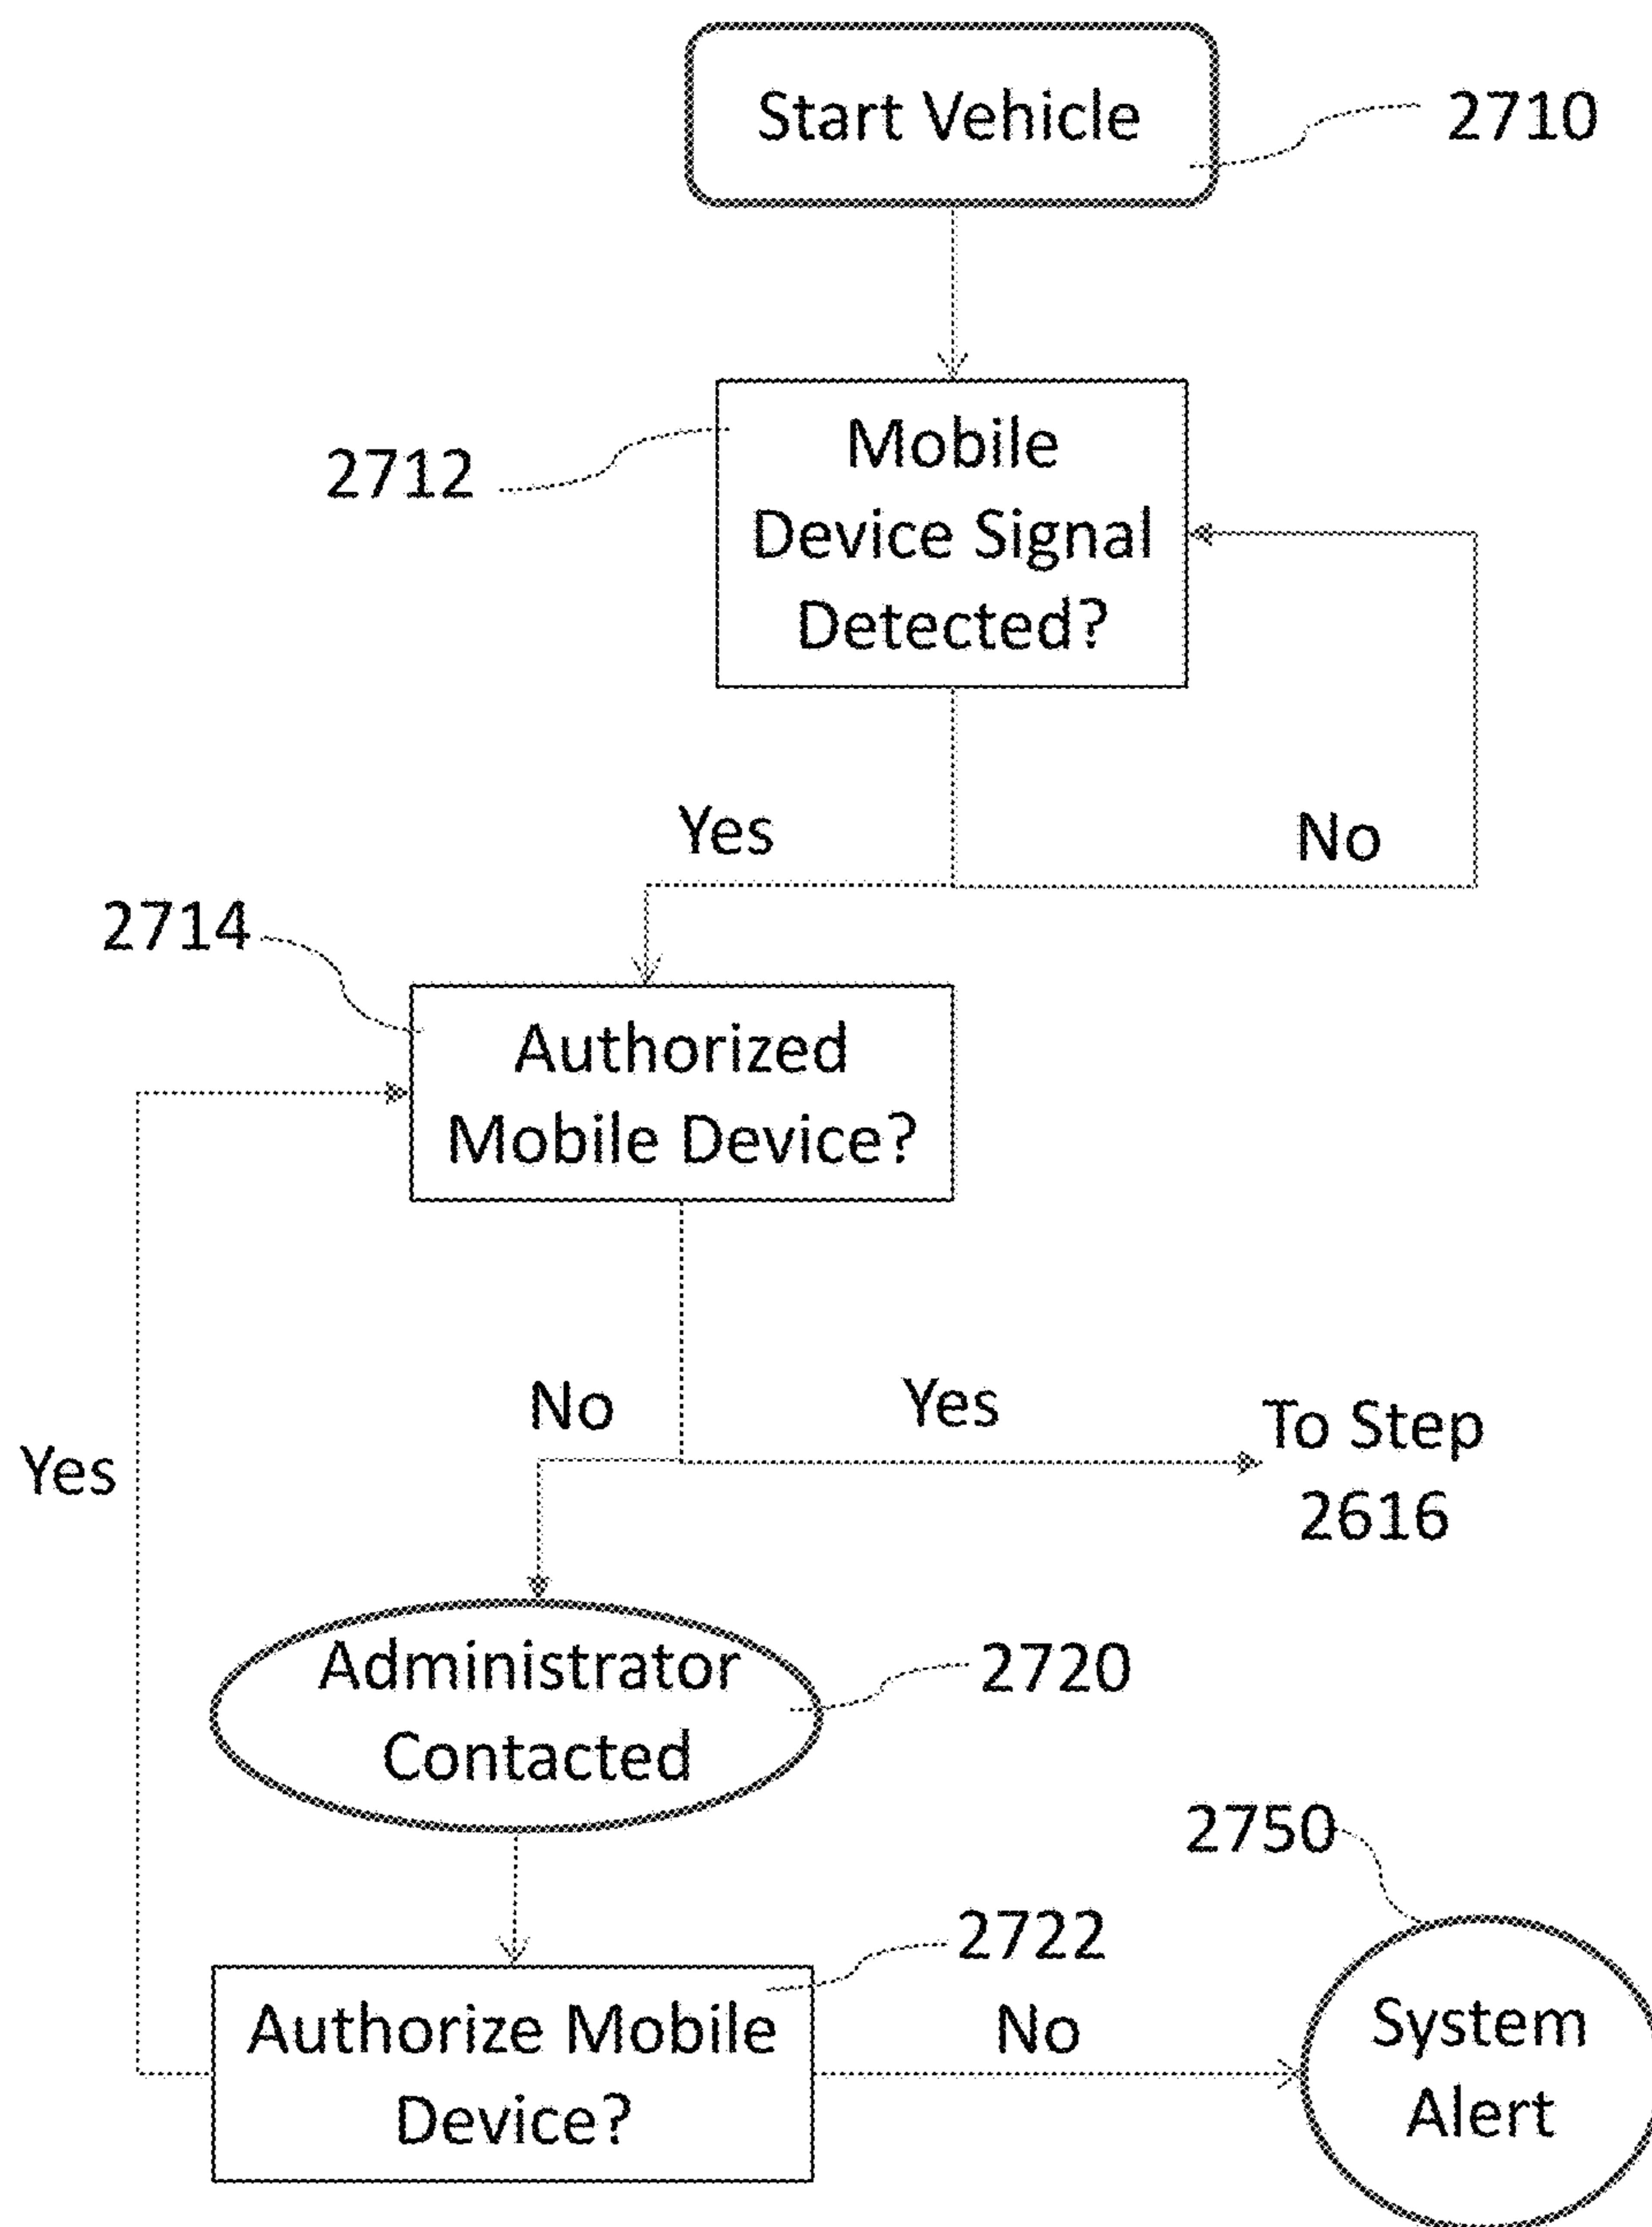 Start Vehicle
2710
2712
Mobile
Device Signal
Detected?
Yes
No
2714
Authorized
Mobile Device?
No
Yes
To Step
2616
Yes
Administrator
Contacted
2720
2750
2722
Authorize Mobile
Device?
No
System
Alert